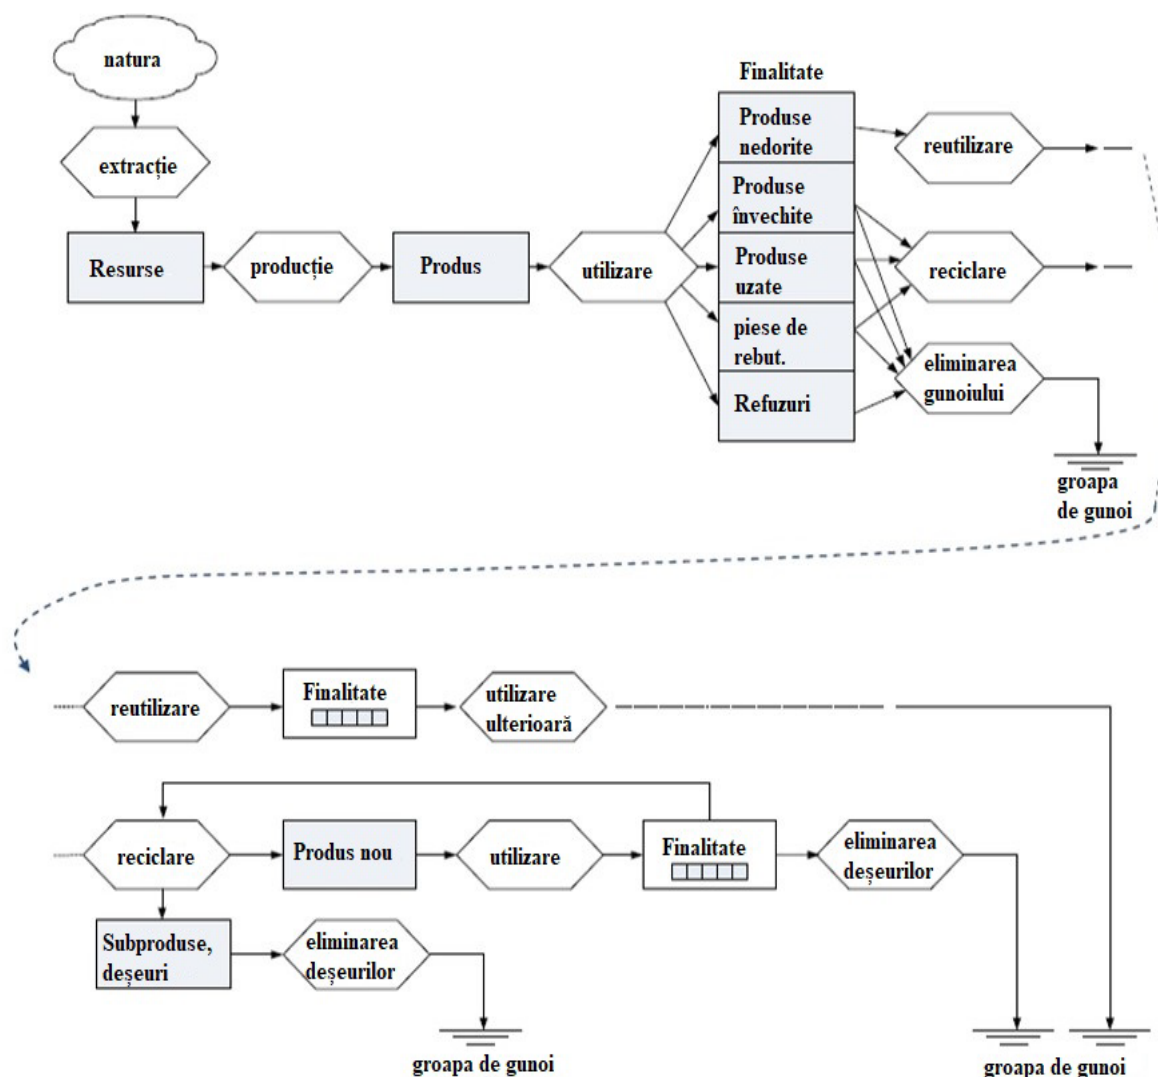 natura
extracție
Resurse
producție
Produs
utilizare
Finalitate
Produse
nedorite
Produse
învechite
Produse
uzate
piese de
rebut.
Refuzuri
reutilizare
reciclare
eliminarea
gunoiului
groapa
de gunoi
reutilizare
Finalitate
utilizare
ulterioară
reciclare
Produs nou
utilizare
Finalitate
eliminarea
deșeurilor
Subproduse,
deșeuri
eliminarea
deșeurilor
groapa de gunoi
groapa de gunoi